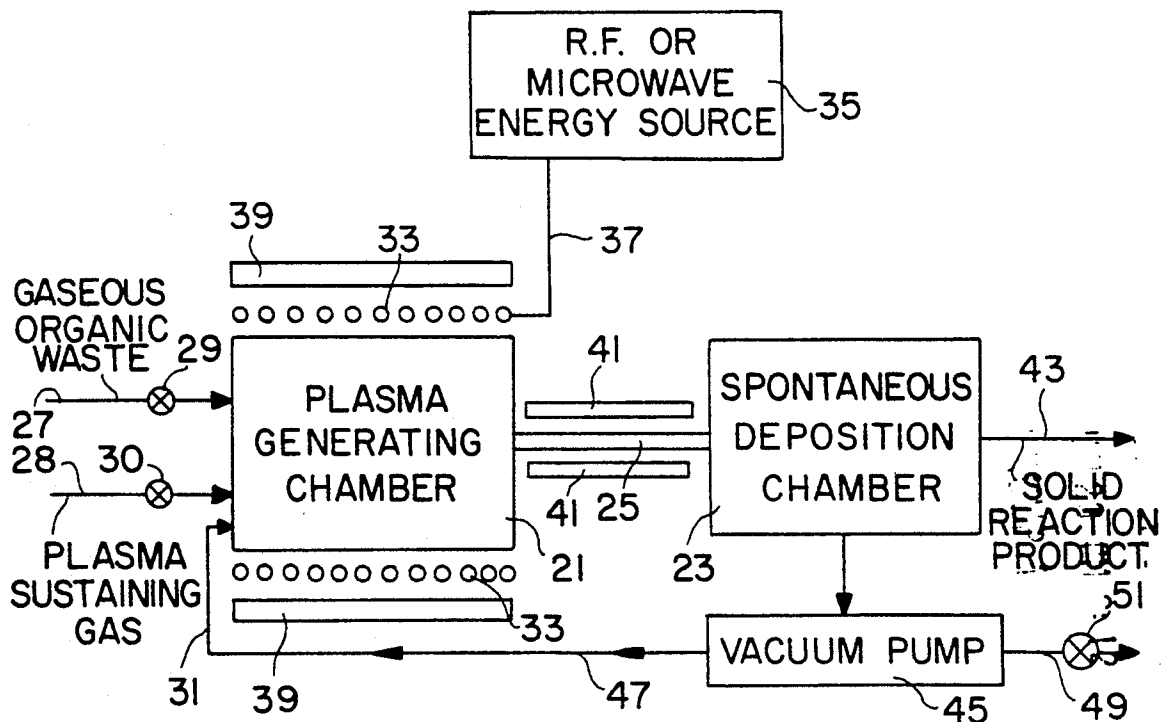 R.F. OR
MICROWAVE
ENERGY SOURCE
35
39
33
37
GASEOUS
ORGANIC
WASTE
29
27
28
30
PLASMA
GENERATING
CHAMBER
21
41
25
41
SPONTANEOUS
DEPOSITION
CHAMBER
23
43
SOLID
REACTION
PRODUCT
PLASMA
SUSTAINING
GAS
31
33
39
47
VACUUM PUMP
45
49
51